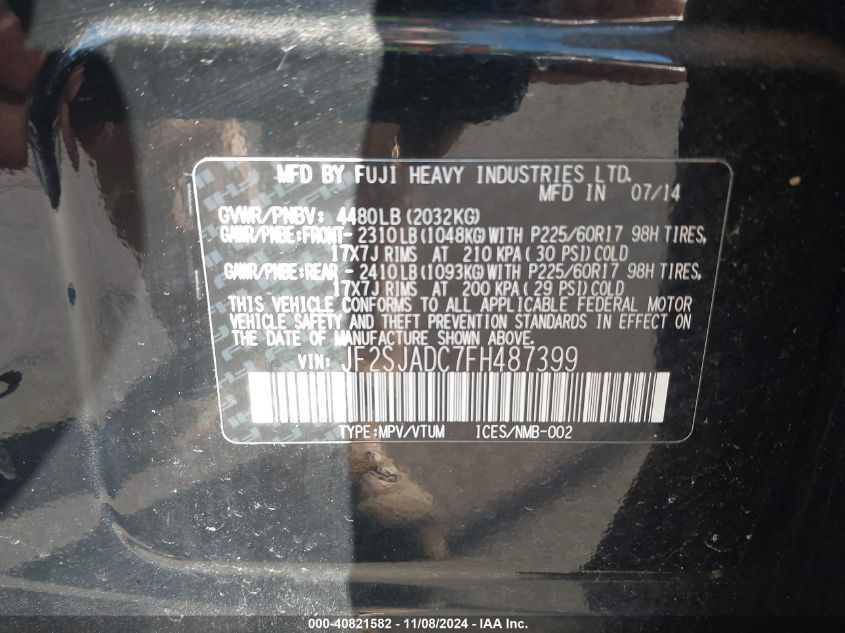 MFD BY FUJI HEAVY INDUSTRIES LTD.
MFD IN 07/14
GVWR/PNBV: 4480LB(2032KG)
GAWR/PNBE:FRONT- 2310LB(1048KG)WITH P225/60R17 98H TIRES,
17X7J RIMS AT 210 KPA(30 PSI)COLD
GAWR/PNBE:REAR - 2410LB(1093KG)WITH P225/60R17 98H TIRES,
17X7J RIMS AT 200 KPA(29 PSI)COLD
THIS VEHICLE CONFORMS TO ALL APPLICABLE FEDERAL MOTOR
VEHICLE SAFETY AND THEFT PREVENTION STANDARDS IN EFFECT ON
THE DATE OF MANUFACTURE SHOWN ABOVE.
VIN: JF2SJADC7FH487399
TYPE:MPV/VTUM ICES/NMB-002
000-40821582 - 11/08/2024 - IAA Inc.